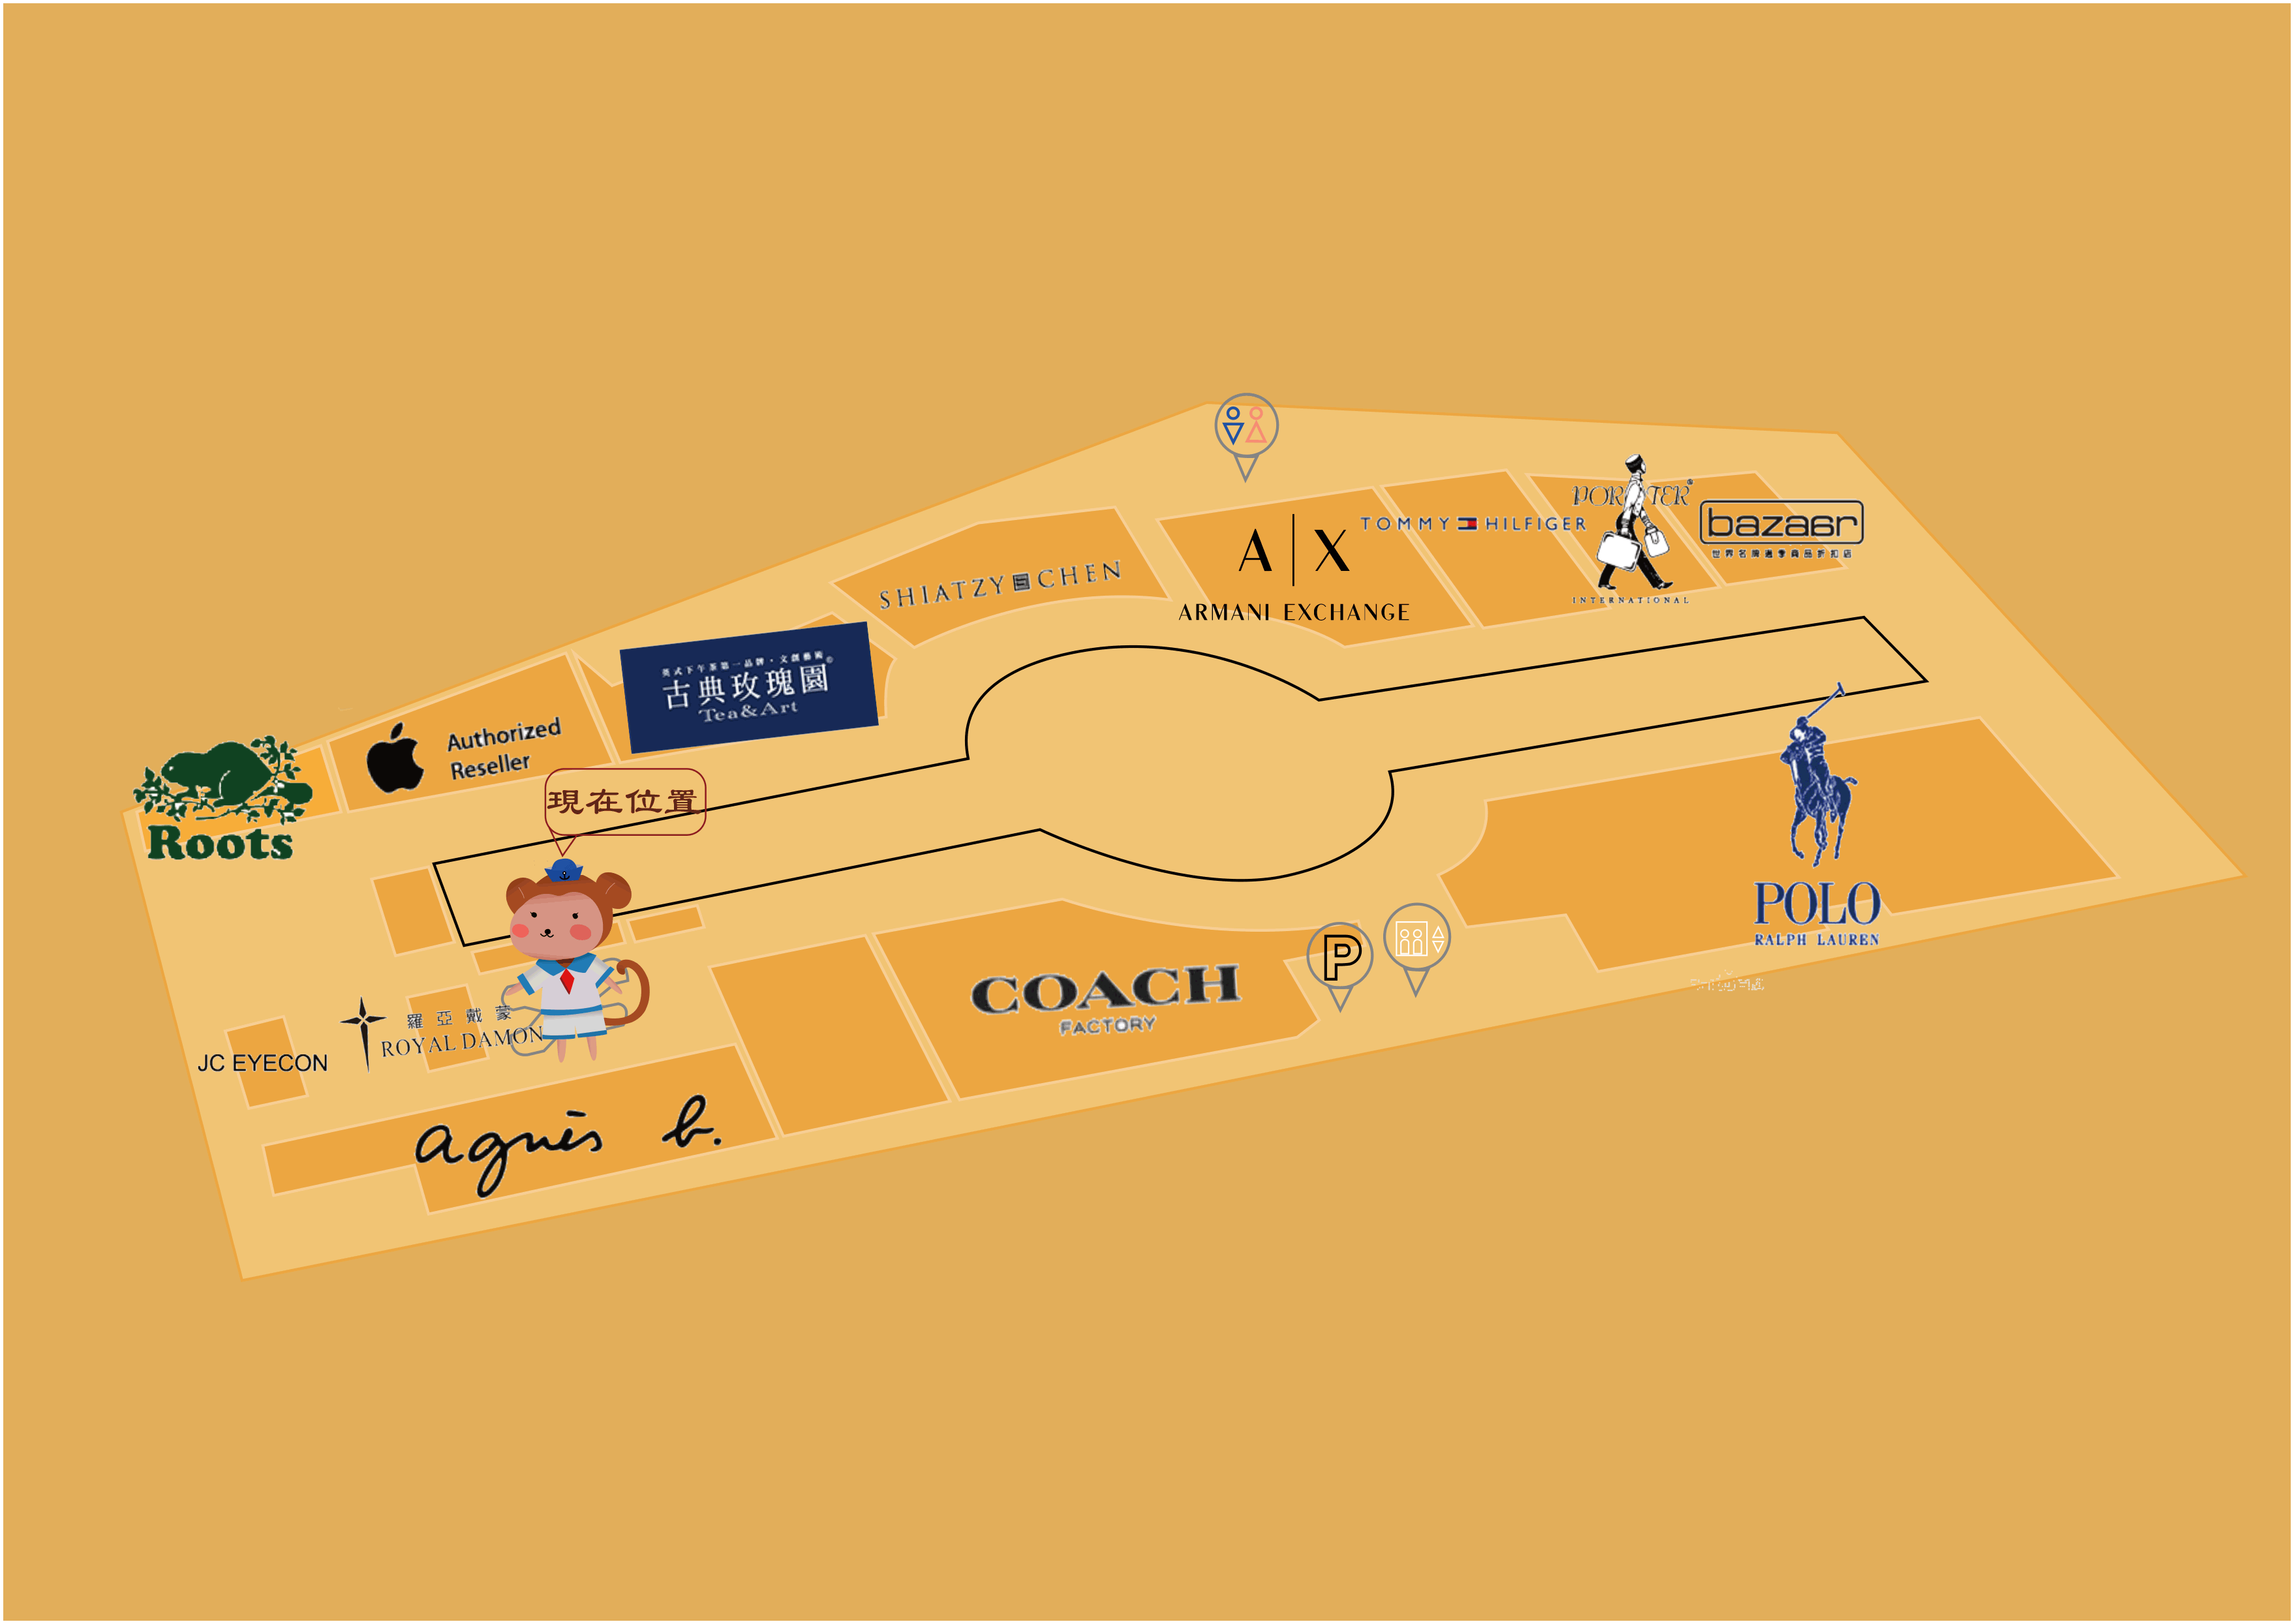 PORTER®
INTERNATIONAL
bazaar
世界名牌過季商品折扣店
TOMMY HILFIGER
A|X
ARMANI EXCHANGE
SHIATZY CHEN
英式下午茶第一品牌・文創藝術
古典玫瑰園©
Tea&Art
Authorized
Reseller
Roots
現在位置
POLO
RALPH LAUREN
P
COACH
FACTORY
羅亞戴蒙
ROYAL DAMON
JC EYECON
agnès b.